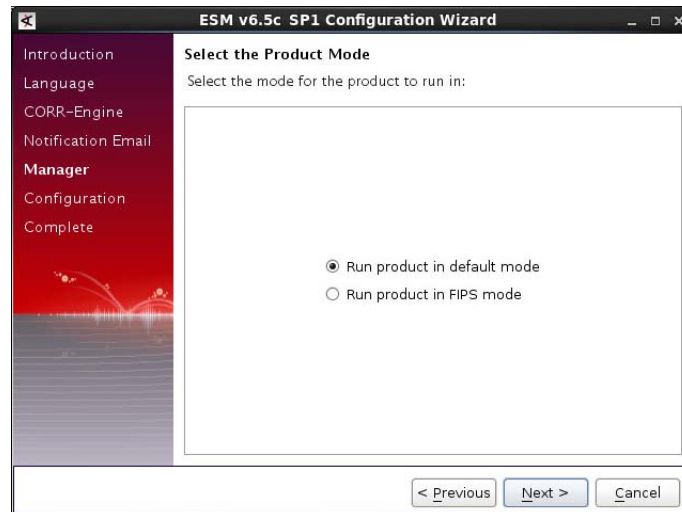 ESM v6.5c SP1 Configuration Wizard
Introduction
Language
CORR-Engine
Notification Email
Manager
Configuration
Complete
Select the Product Mode
Select the mode for the product to run in:
Run product in default mode
Run product in FIPS mode
< Previous
Next >
Cancel